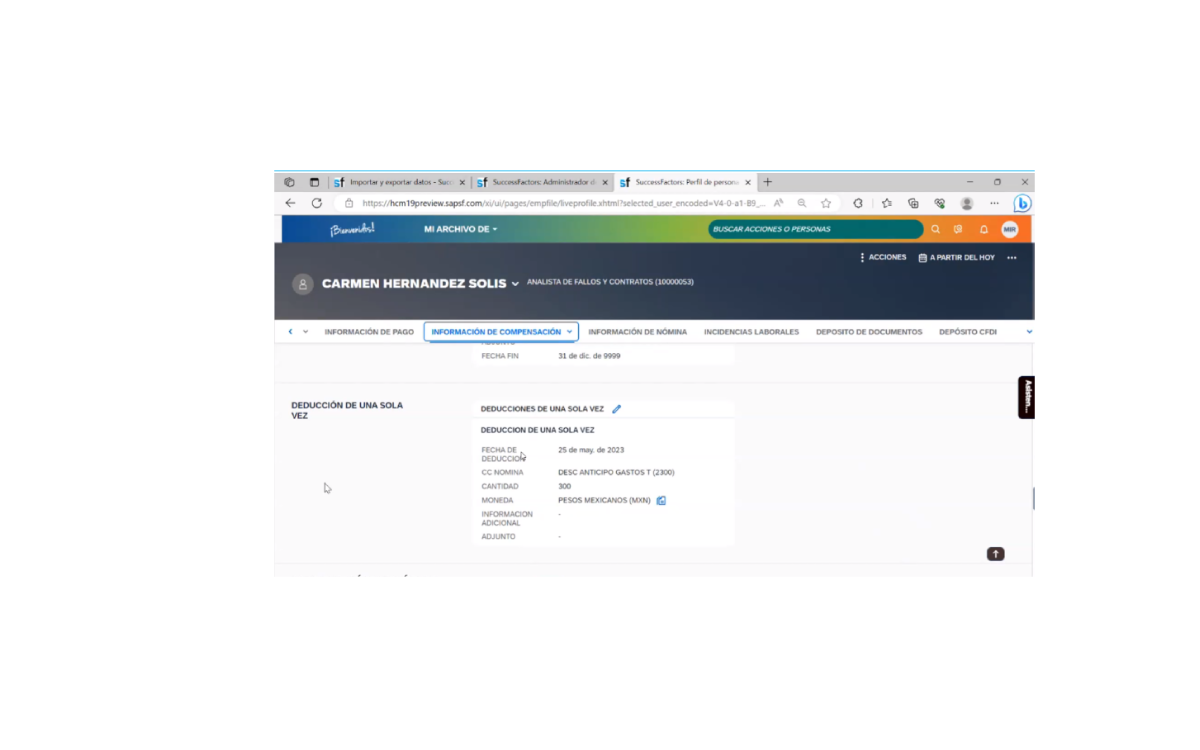 Importar y exportar datos - Suc
SuccessFactors: Administrador d
SuccessFactors: Perfil de persona
https://hcm19preview.sapsf.com/xi/ui/pages/empfile/liveprofile.xhtml?selected_user_encoded=V4-0-a1-B9_...
¡Bienvenidos!
MI ARCHIVO DE
BUSCAR ACCIONES O PERSONAS
MIR
ACCIONES
A PARTIR DEL HOY
CARMEN HERNANDEZ SOLIS
ANALISTA DE FALLOS Y CONTRATOS (10000053)
INFORMACIÓN DE PAGO
INFORMACIÓN DE COMPENSACIÓN
INFORMACIÓN DE NÓMINA
INCIDENCIAS LABORALES
DEPOSITO DE DOCUMENTOS
DEPÓSITO CFDI
FECHA FIN 31 de dic. de 9999
Asisten...
DEDUCCIÓN DE UNA SOLA
VEZ
DEDUCCIONES DE UNA SOLA VEZ
DEDUCCION DE UNA SOLA VEZ
FECHA DE
DEDUCCION
25 de may. de 2023
CC NOMINA DESC ANTICIPO GASTOS T (2300)
CANTIDAD 300
MONEDA PESOS MEXICANOS (MXN)
INFORMACION
ADICIONAL
-
ADJUNTO -